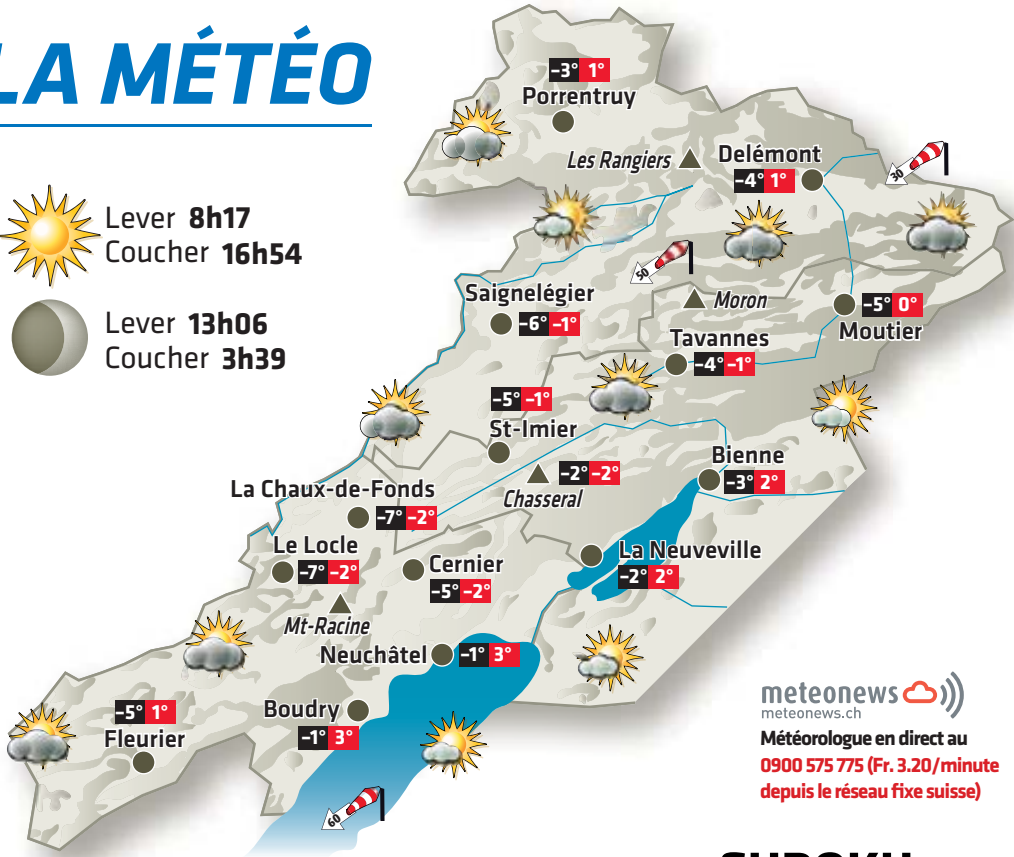 LA MÉTÉO
Lever 8h17
Coucher 16h54
Lever 13h06
Coucher 3h39
-3° 1°
Porrentruy
Les Rangiers
Delémont
-4° 1°
30
50
Saignelégier
-6° -1°
Moron
-5° 0°
Moutier
Tavannes
-4° -1°
-5° -1°
St-Imier
-2° -2°
Chasseral
Bienne
-3° 2°
La Chaux-de-Fonds
-7° -2°
Le Locle
-7° -2°
Cernier
-5° -2°
La Neuveville
-2° 2°
Mt-Racine
Neuchâtel -1° 3°
Boudry
-1° 3°
-5° 1°
Fleurier
60
meteonews
meteonews.ch
Météorologue en direct au
0900 575 775 (Fr. 3.20/minute
depuis le réseau fixe suisse)
SUDOKU